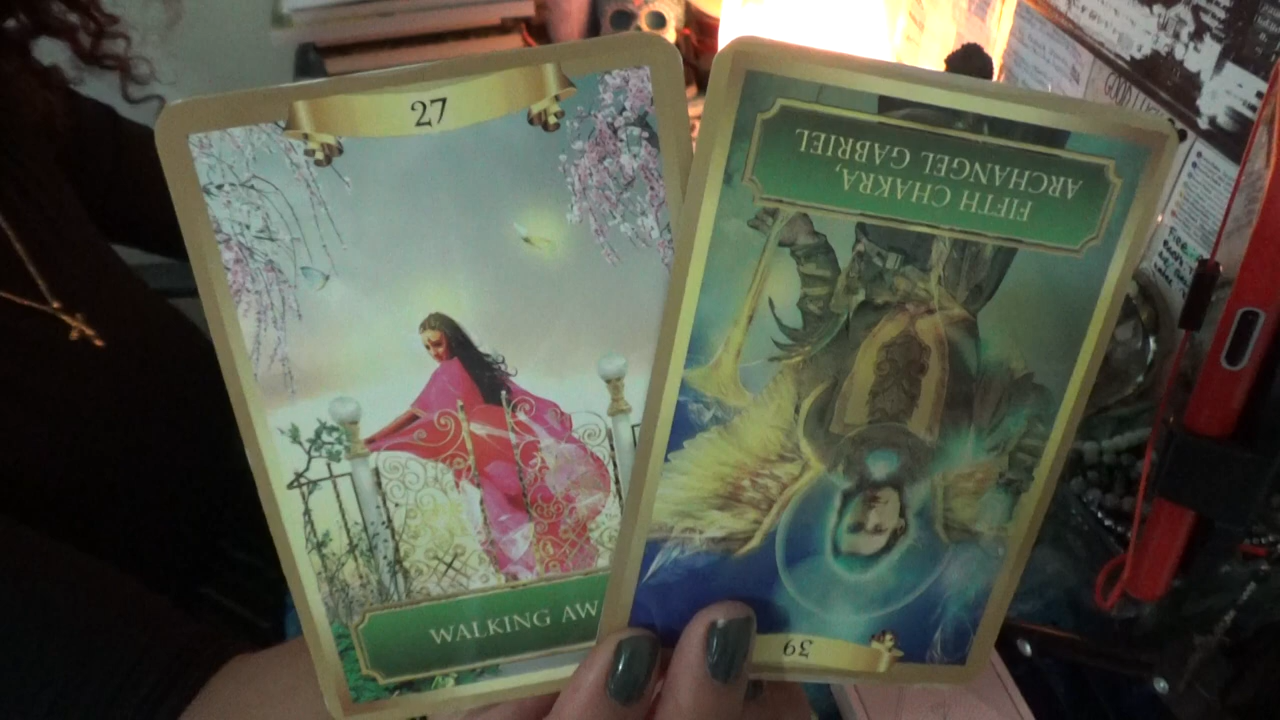 27
WALKING AW
FIFTH CHAKRA,
ARCHANGEL GABRIEL
39